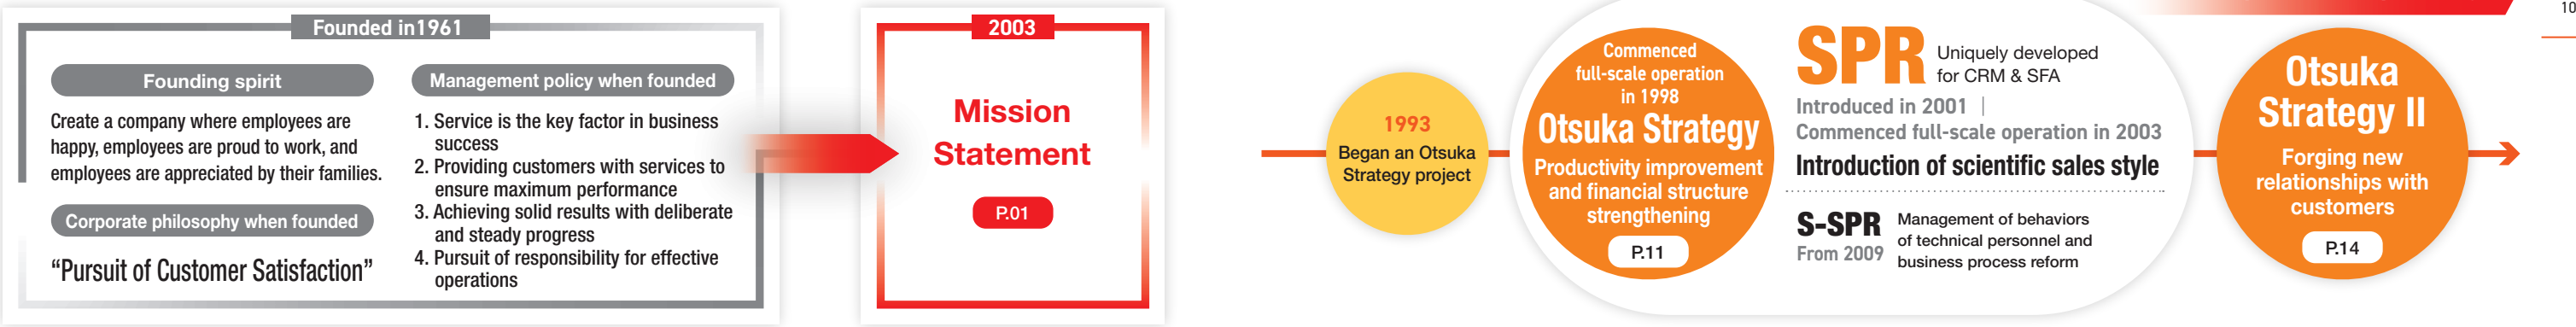 Founded in1961
Founding spirit
Create a company where employees are
happy, employees are proud to work, and
employees are appreciated by their families.
Corporate philosophy when founded
“Pursuit of Customer Satisfaction”
Management policy when founded
1. Service is the key factor in business
success
2. Providing customers with services to
ensure maximum performance
3. Achieving solid results with deliberate
and steady progress
4. Pursuit of responsibility for effective
operations
2003
Mission
Statement
P.01
1993
Began an Otsuka
Strategy project
Commenced
full-scale operation
in 1998
Otsuka Strategy
Productivity improvement
and financial structure
strengthening
P.11
SPR
Uniquely developed
for CRM & SFA
Introduced in 2001 |
Commenced full-scale operation in 2003
Introduction of scientific sales style
S-SPR
From 2009
Management of behaviors
of technical personnel and
business process reform
Otsuka
Strategy II
Forging new
relationships with
customers
P.14
10